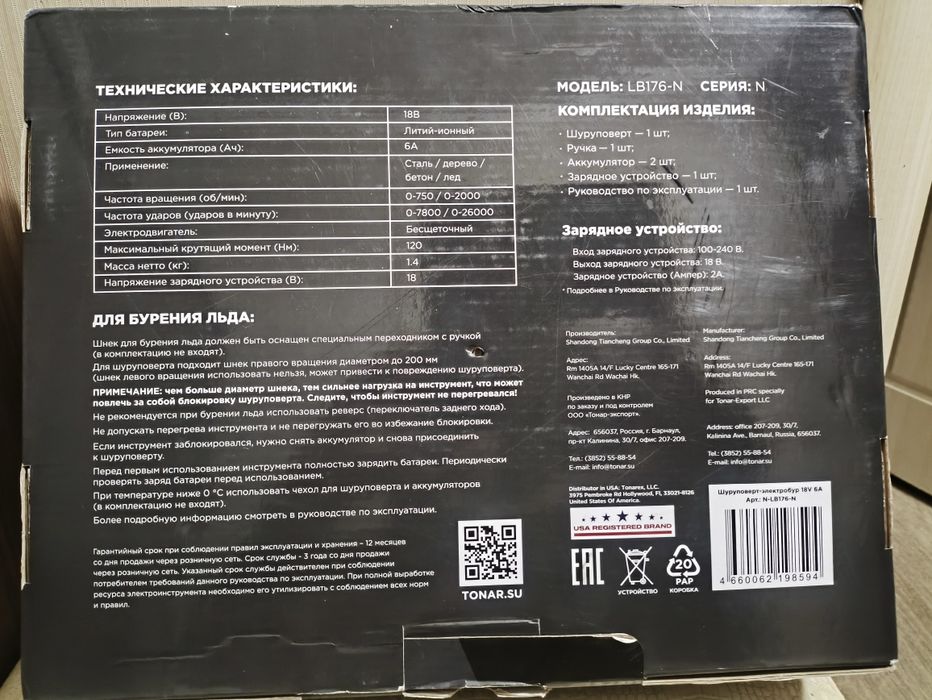 ТЕХНИЧЕСКИЕ ХАРАКТЕРИСТИКИ:
Напряжение (В): 18В
Тип батареи: Литий-ионный
Емкость аккумулятора (Ач): 6А
Применение: Сталь / дерево /
бетон / лед
Частота вращения (об/мин): 0-750 / 0-2000
Частота ударов (ударов в минуту): 0-7800 / 0-26000
Электродвигатель: Бесщеточный
Максимальный крутящий момент (Нм): 120
Масса нетто (кг): 1.4
Напряжение зарядного устройства (В): 18
ДЛЯ БУРЕНИЯ ЛЬДА:
Шнек для бурения льда должен быть оснащен специальным переходником с ручкой
(в комплектацию не входят).
Для шуруповерта подходит шнек правого вращения диаметром до 200 мм
(шнек левого вращения использовать нельзя, может привести к повреждению шуруповерта).
ПРИМЕЧАНИЕ: чем больше диаметр шнека, тем сильнее нагрузка на инструмент, что может
повлечь за собой блокировку шуруповерта. Следите, чтобы инструмент не перегревался!
Не рекомендуется при бурении льда использовать реверс (переключатель заднего хода).
Не допускать перегрева инструмента и не перегружать его во избежание блокировки.
Если инструмент заблокировался, нужно снять аккумулятор и снова присоединить
к шуруповерту.
Перед первым использованием инструмента полностью зарядить батареи. Периодически
проверять заряд батареи перед использованием.
При температуре ниже 0 °С использовать чехол для шуруповерта и аккумуляторов
(в комплектацию не входят).
Более подробную информацию смотреть в руководстве по эксплуатации.
Гарантийный срок при соблюдении правил эксплуатации и хранения – 12 месяцев
со дня продажи через розничную сеть. Срок службы - 3 года со дня продажи
через розничную сеть. Указанный срок службы действителен при соблюдении
потребителем требований данного руководства по эксплуатации. При полной выработке
ресурса электроинструмента необходимо его утилизировать с соблюдением всех норм
и правил.
TONAR.SU
МОДЕЛЬ: LB176-N СЕРИЯ: N
КОМПЛЕКТАЦИЯ ИЗДЕЛИЯ:
· Шуруповерт — 1 шт;
· Ручка — 1 шт;
· Аккумулятор — 2 шт;
· Зарядное устройство — 1 шт;
· Руководство по эксплуатации — 1 шт.
Зарядное устройство:
Вход зарядного устройства: 100-240 В.
Выход зарядного устройства: 18 В.
Зарядное устройство (Ампер): 2А.
* Подробнее в Руководстве по эксплуатации.
Производитель:
Shandong Tiancheng Group Co., Limited
Адрес:
Rm 1405A 14/F Lucky Centre 165-171
Wanchai Rd Wachai Hk.
Произведено в КНР
по заказу и под контролем
ООО «Тонар-экспорт».
Адрес: 656037, Россия, г. Барнаул,
пр-кт Калинина, 30/7, офис 207-209.
Тел.: (3852) 55-88-54
E-mail: info@tonar.su
Manufacturer:
Shandong Tiancheng Group Co., Limited
Address:
Rm 1405A 14/F Lucky Centre 165-171
Wanchai Rd Wachai Hk.
Produced in PRC specially
for Tonar-Export LLC
Address: office 207-209, 30/7,
Kalinina Ave., Barnaul, Russia, 656037.
Tel.: (3852) 55-88-54
E-mail: info@tonar.su
Distributor in USA: Tonarex, LLC.
3975 Pembroke Rd Hollywood, Fl, 33021-8126
United States Of America.
USA REGISTERED BRAND
EAC
УСТРОЙСТВО
20
PAP
КОРОБКА
Шуруповерт-электробур 18V 6А
Арт.: N-LB176-N
4 660062 198594